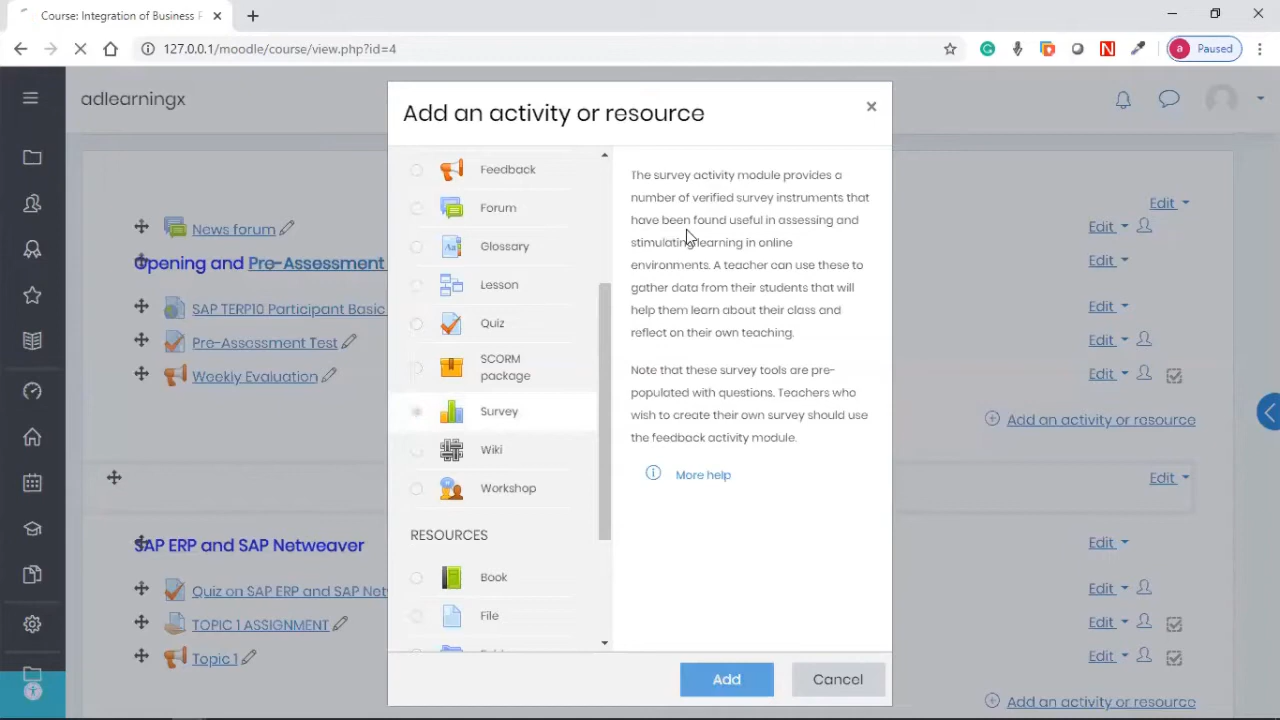 Course: Integration of Business P
127.0.0.1/moodle/course/view.php?id=4
a Paused
adlearningx
Add an activity or resource
Feedback
Forum
Glossary
Lesson
Quiz
SCORM
package
Survey
Wiki
Workshop
RESOURCES
Book
File
The survey activity module provides a
number of verified survey instruments that
have been found useful in assessing and
stimulating learning in online
environments. A teacher can use these to
gather data from their students that will
help them learn about their class and
reflect on their own teaching.
Note that these survey tools are pre-
populated with questions. Teachers who
wish to create their own survey should use
the feedback activity module.
More help
Add
Cancel
Edit
News forum
Edit
Opening and Pre-Assessment
Edit
SAP TERP10 Participant Basic
Edit
Pre-Assessment Test
Edit
Weekly Evaluation
Edit
Add an activity or resource
Edit
SAP ERP and SAP Netweaver
Edit
Quiz on SAP ERP and SAP Net
Edit
TOPIC 1 ASSIGNMENT
Edit
Topic 1
Edit
Add an activity or resource